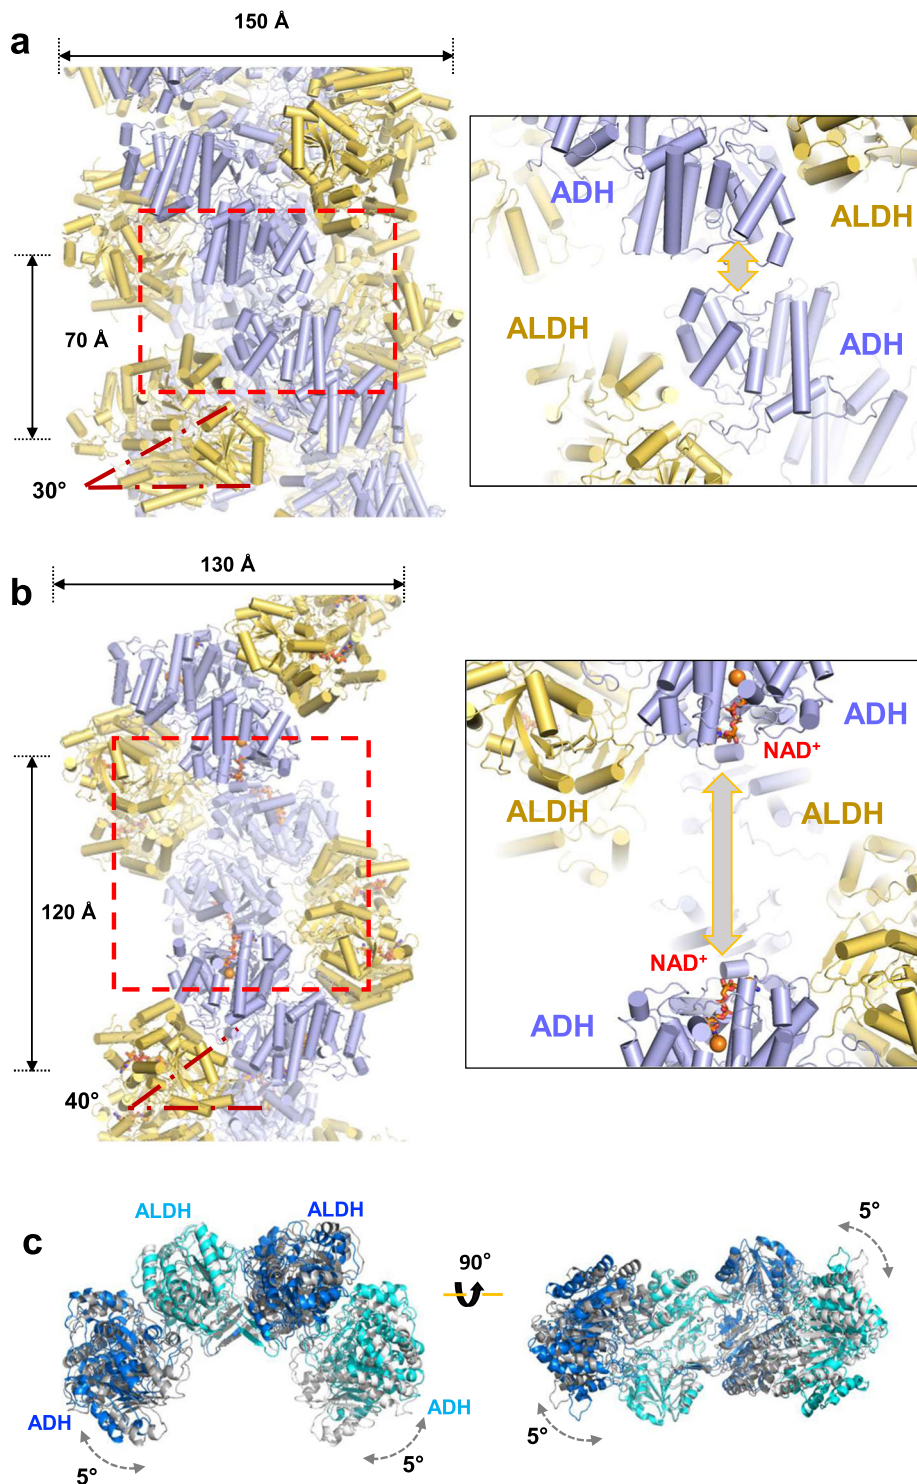 a
150 Å
ADH
ALDH
70 Å
ALDH
ADH
30°
b
130 Å
ADH
NAD+
ALDH
ALDH
120 Å
NAD+
ADH
40°
c
ALDH
ALDH
5°
90°
ADH
ADH
5°
5°
5°